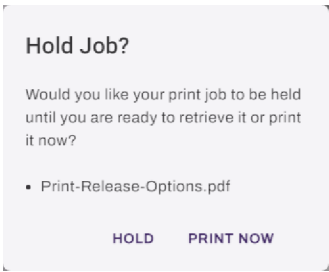 Hold Job?
Would you like your print job to be held
until you are ready to retrieve it or print
it now?
• Print-Release-Options.pdf
HOLD PRINT NOW